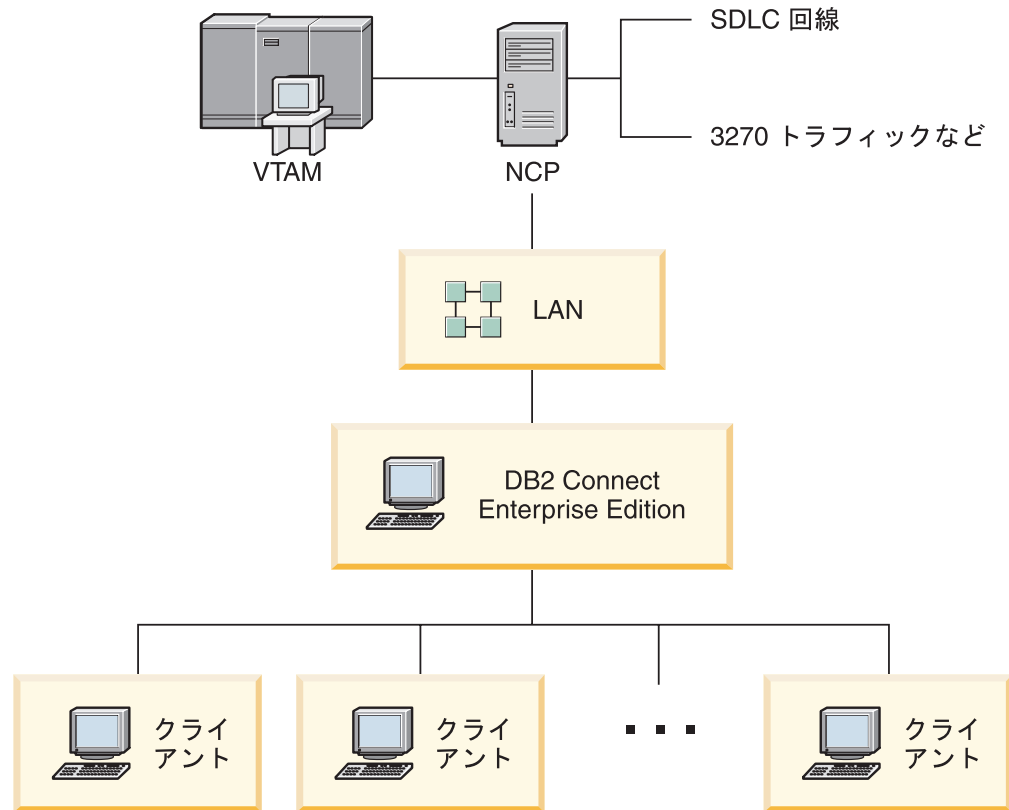 SDLC 回線
3270 トラフィックなど
VTAM
NCP
LAN
DB2 Connect
Enterprise Edition
クライ
アント
クライ
アント
クライ
アント